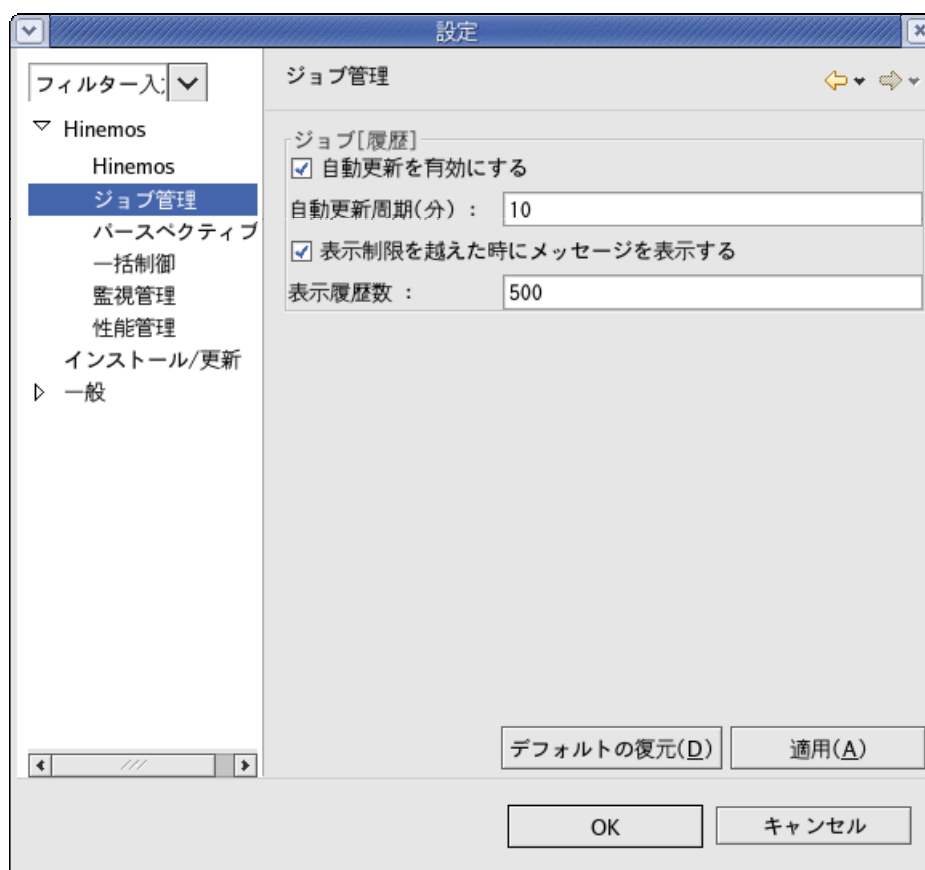 設定
フィルター入
ジョブ管理
Hinemos
Hinemos
ジョブ管理
パースペクティブ
一括制御
監視管理
性能管理
インストール/更新
一般
ジョブ[履歴]
自動更新を有効にする
自動更新周期(分) : 10
表示制限を越えた時にメッセージを表示する
表示履歴数 : 500
デフォルトの復元(D) 適用(A)
OK キャンセル